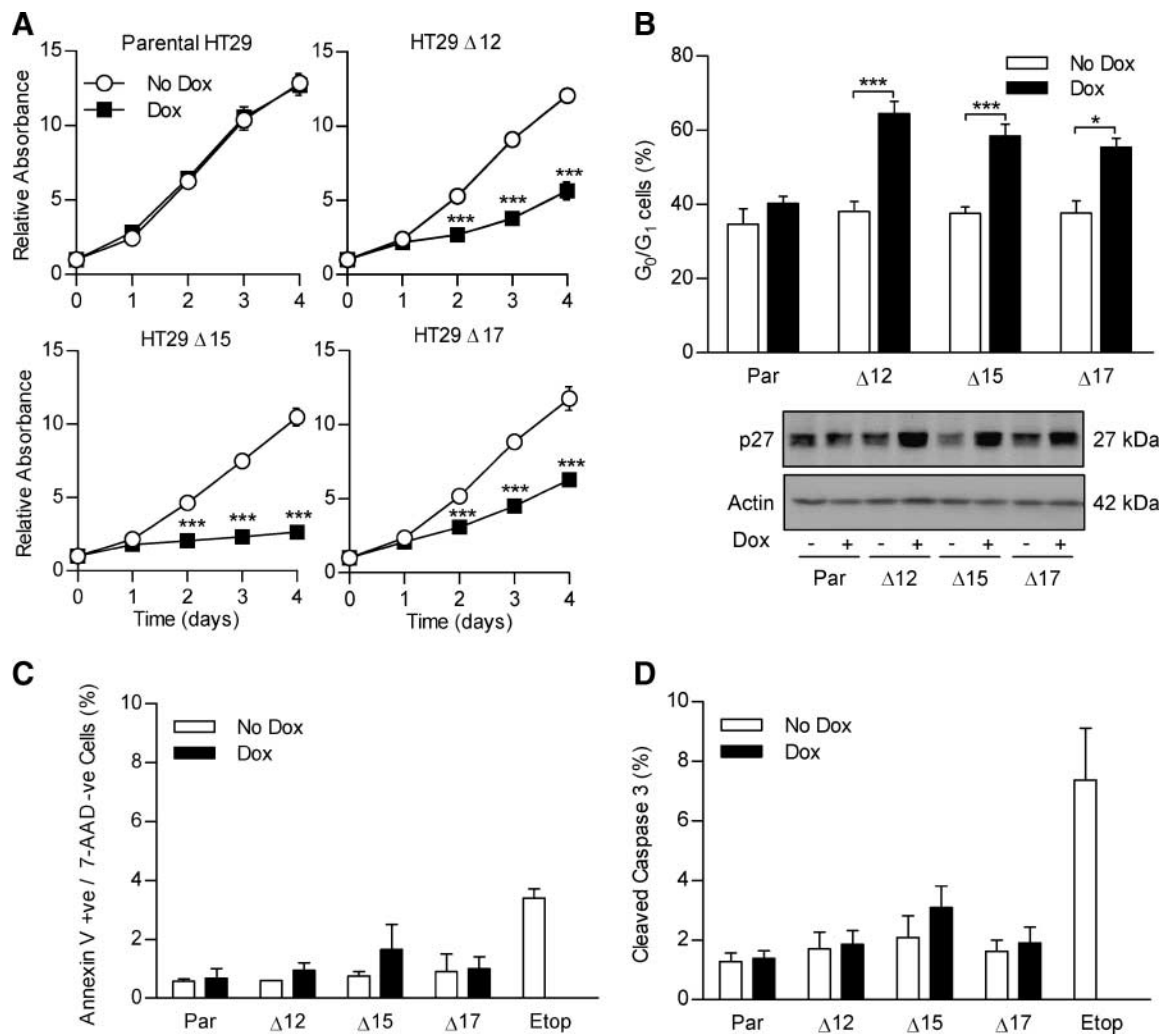 A
Parental HT29
HT29 Δ12
Relative Absorbance
15
10
5
0
No Dox
Dox
0 1 2 3 4
15
10
5
0
***
***
***
0 1 2 3 4
HT29 Δ15
HT29 Δ17
Relative Absorbance
15
10
5
0
*** *** ***
0 1 2 3 4
Time (days)
15
10
5
0
***
***
***
0 1 2 3 4
Time (days)
B
G0/G1 cells (%)
80
60
40
20
0
No Dox
Dox
***
***
*
Par Δ12 Δ15 Δ17
p27 27 kDa
Actin 42 kDa
Dox - + - + - + - +
Par Δ12 Δ15 Δ17
C
Annexin V +ve / 7-AAD -ve Cells (%)
10
8
6
4
2
0
No Dox
Dox
Par Δ12 Δ15 Δ17 Etop
D
Cleaved Caspase 3 (%)
10
8
6
4
2
0
No Dox
Dox
Par Δ12 Δ15 Δ17 Etop